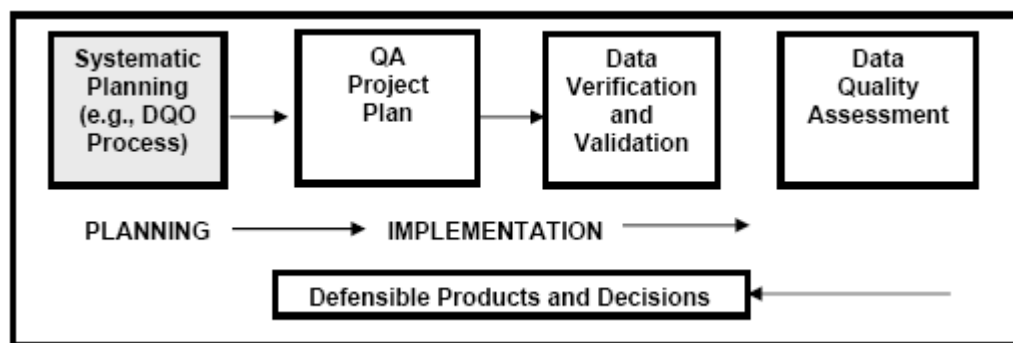 Systematic
Planning
(e.g., DQO
Process)
QA
Project
Plan
Data
Verification
and
Validation
Data
Quality
Assessment
PLANNING
IMPLEMENTATION
Defensible Products and Decisions